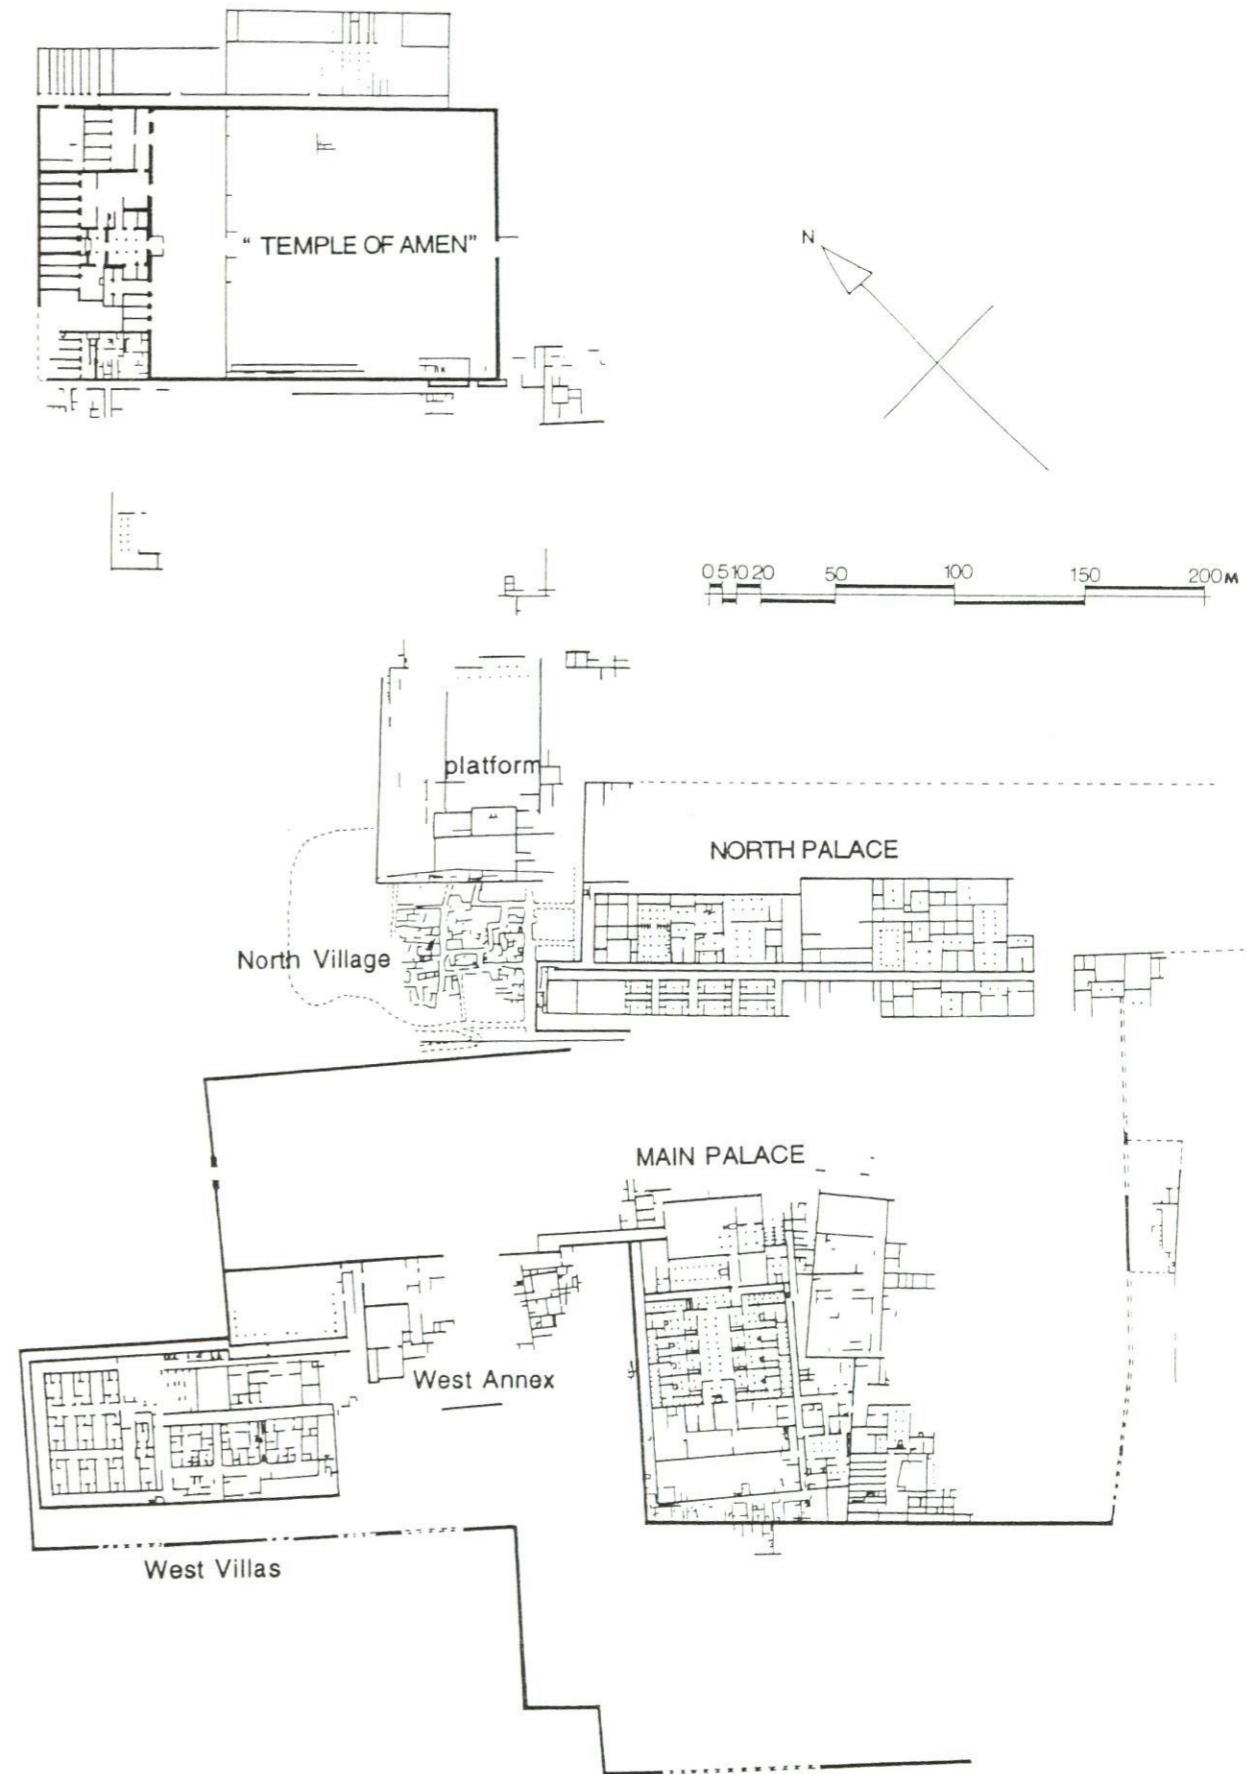 “ TEMPLE OF AMEN”
N
0 5 10 20 50 100 150 200 M
platform
NORTH PALACE
North Village
MAIN PALACE
West Annex
West Villas